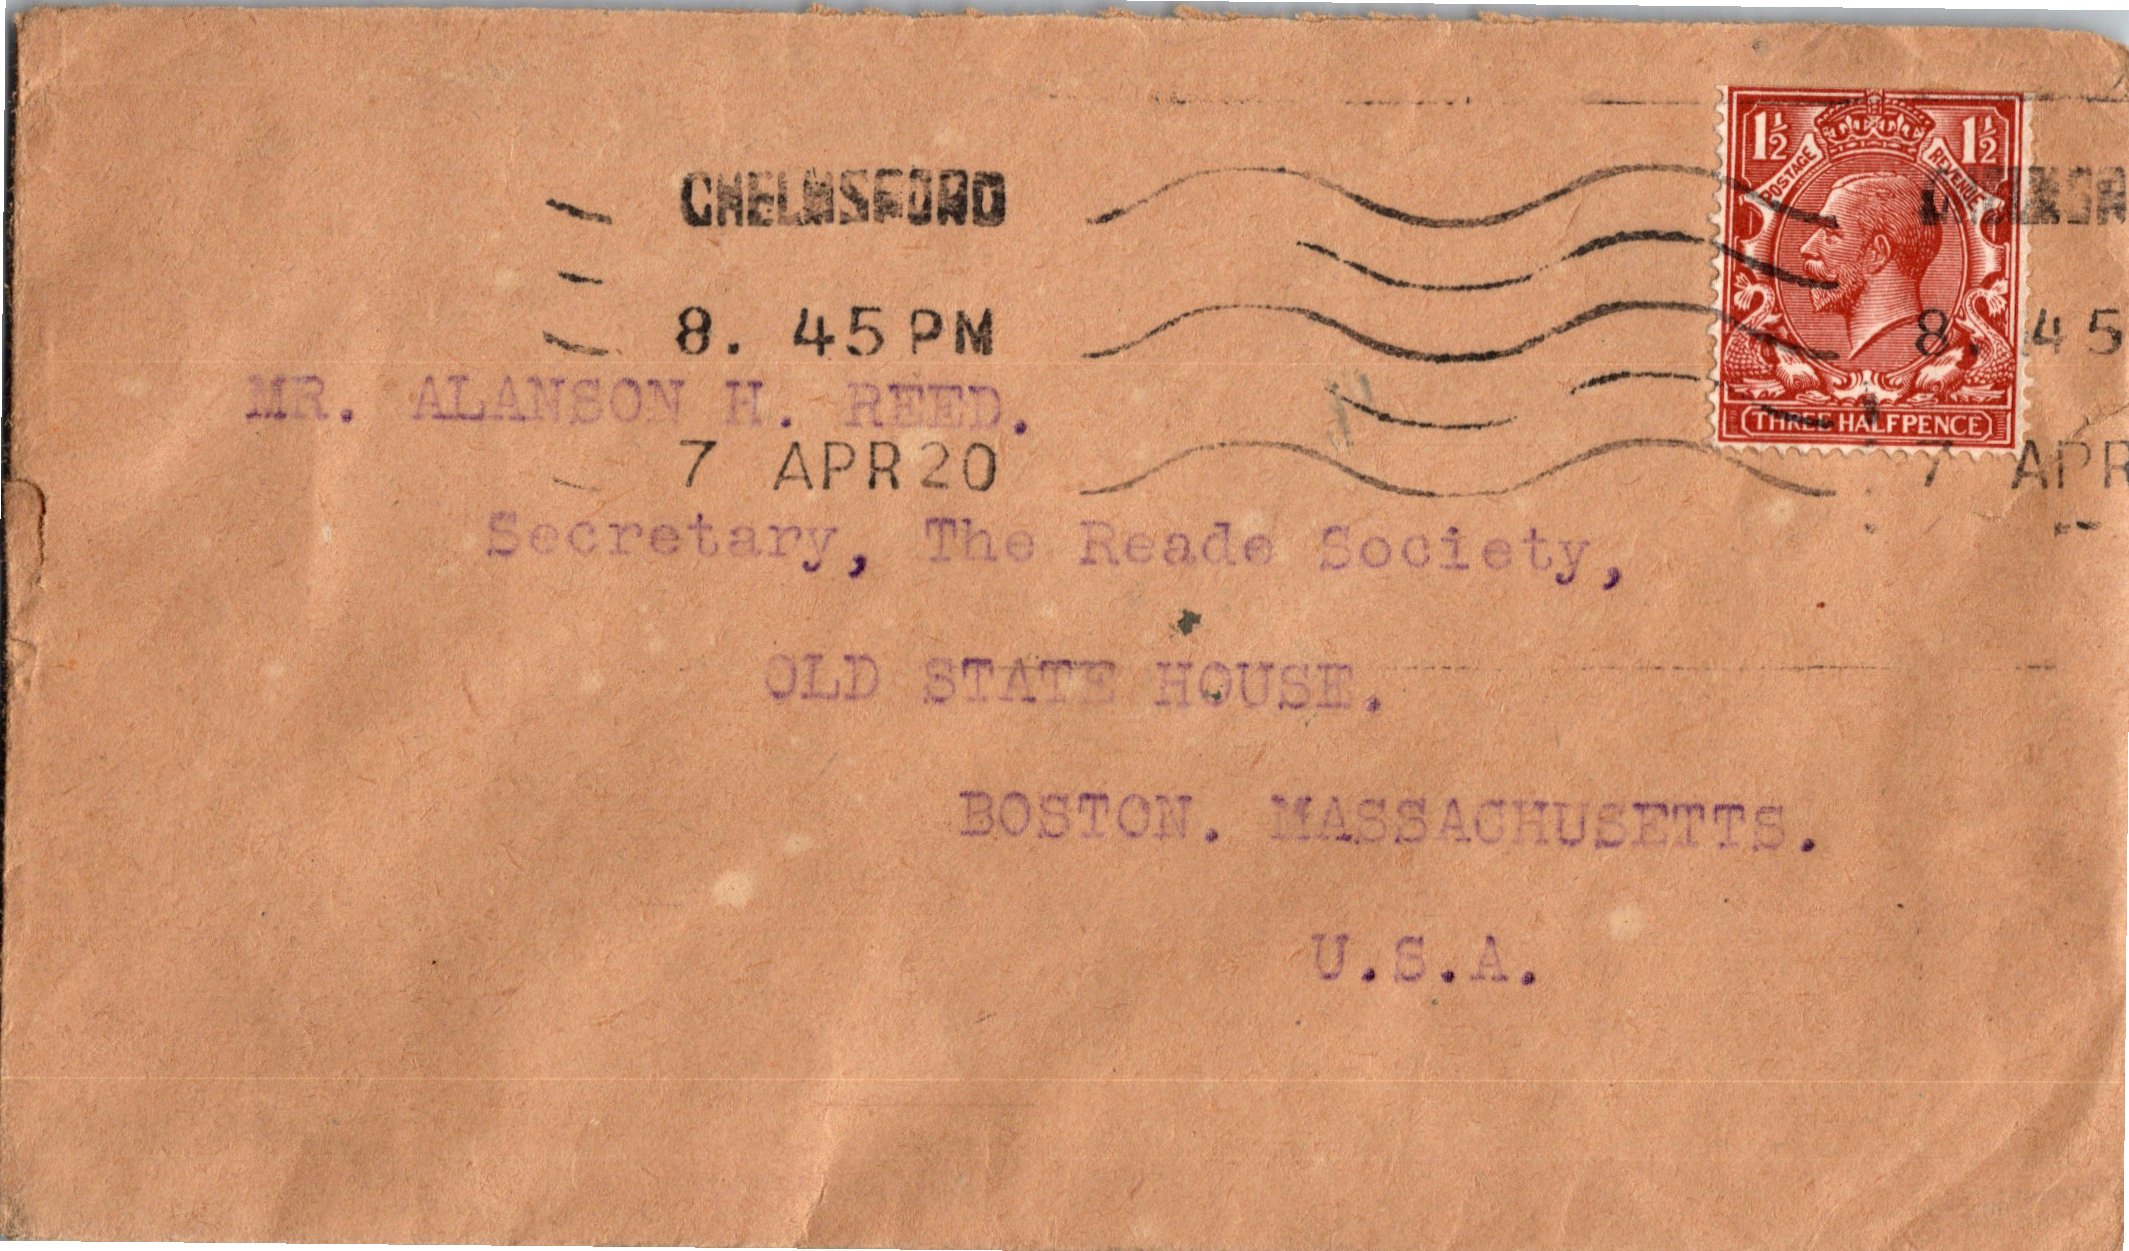 CHELMSFORD
8. 45 PM
7 APR 20
1½ 1½
POSTAGE REVENUE
THREE HALFPENCE
8. 45
7 APR
MR. ALANSON H. REED.
Secretary, The Reade Society,
OLD STATE HOUSE.
BOSTON. MASSACHUSETTS.
U.S.A.